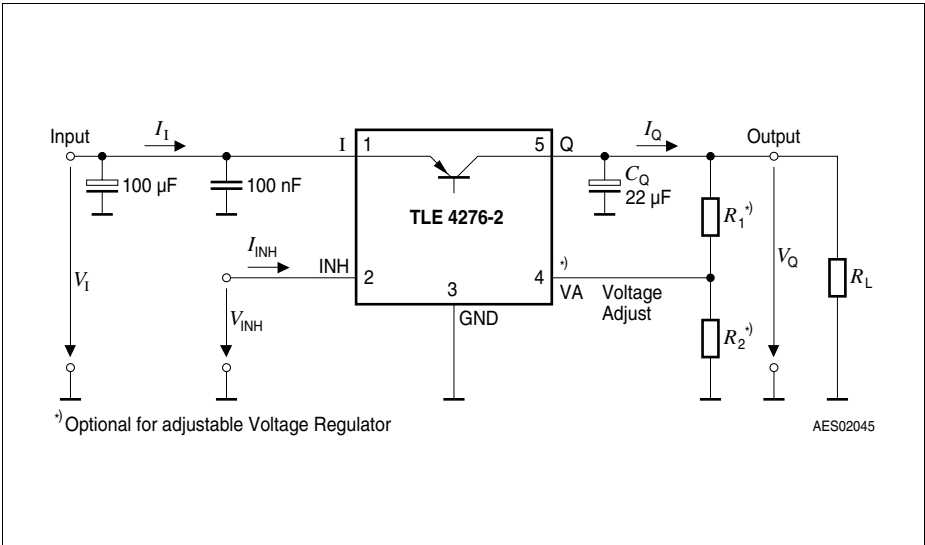 Input
I_I
I 1
5 Q
I_Q
Output
100 µF
100 nF
C_Q
22 µF
TLE 4276-2
R_1 *)
I_INH
V_I
INH 2
3
GND
4 *)
VA
Voltage
Adjust
V_Q
R_L
V_INH
R_2 *)
*) Optional for adjustable Voltage Regulator
AES02045